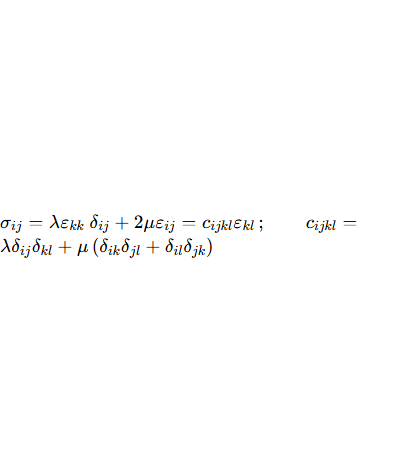 σ_{ij} = λε_{kk} δ_{ij} + 2με_{ij} = c_{ijkl}ε_{kl} ;  c_{ijkl} =
λδ_{ij}δ_{kl} + μ (δ_{ik}δ_{jl} + δ_{il}δ_{jk})